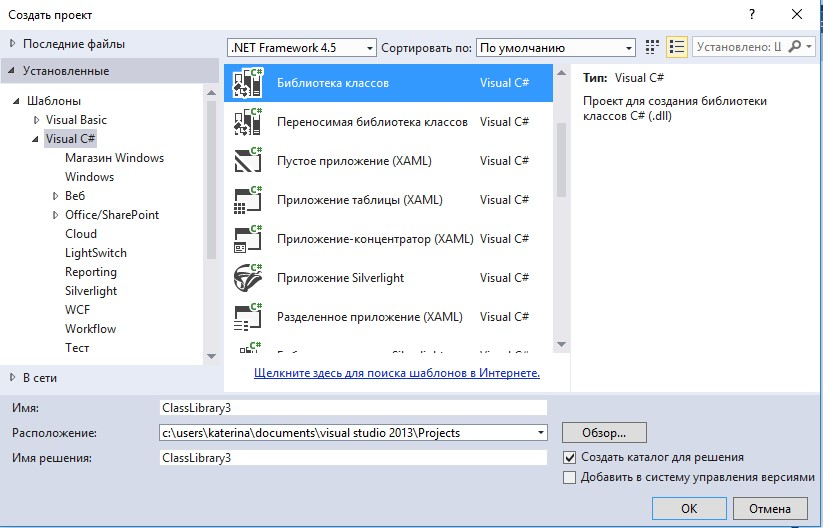 Создать проект
?
Последние файлы
Установленные
Шаблоны
Visual Basic
Visual C#
Магазин Windows
Windows
Веб
Office/SharePoint
Cloud
LightSwitch
Reporting
Silverlight
WCF
Workflow
Тест
В сети
.NET Framework 4.5 Сортировать по: По умолчанию Установлено:
C# Библиотека классов Visual C#
C# Переносимая библиотека классов Visual C#
C# Пустое приложение (XAML) Visual C#
C# Приложение таблицы (XAML) Visual C#
C# Приложение-концентратор (XAML) Visual C#
C# Приложение Silverlight Visual C#
C# Разделенное приложение (XAML) Visual C#
Щелкните здесь для поиска шаблонов в Интернете.
Тип: Visual C#
Проект для создания библиотеки
классов C# (.dll)
Имя: ClassLibrary3
Расположение: c:\users\katerina\documents\visual studio 2013\Projects Обзор...
Имя решения: ClassLibrary3
Создать каталог для решения
Добавить в систему управления версиями
ОК Отмена